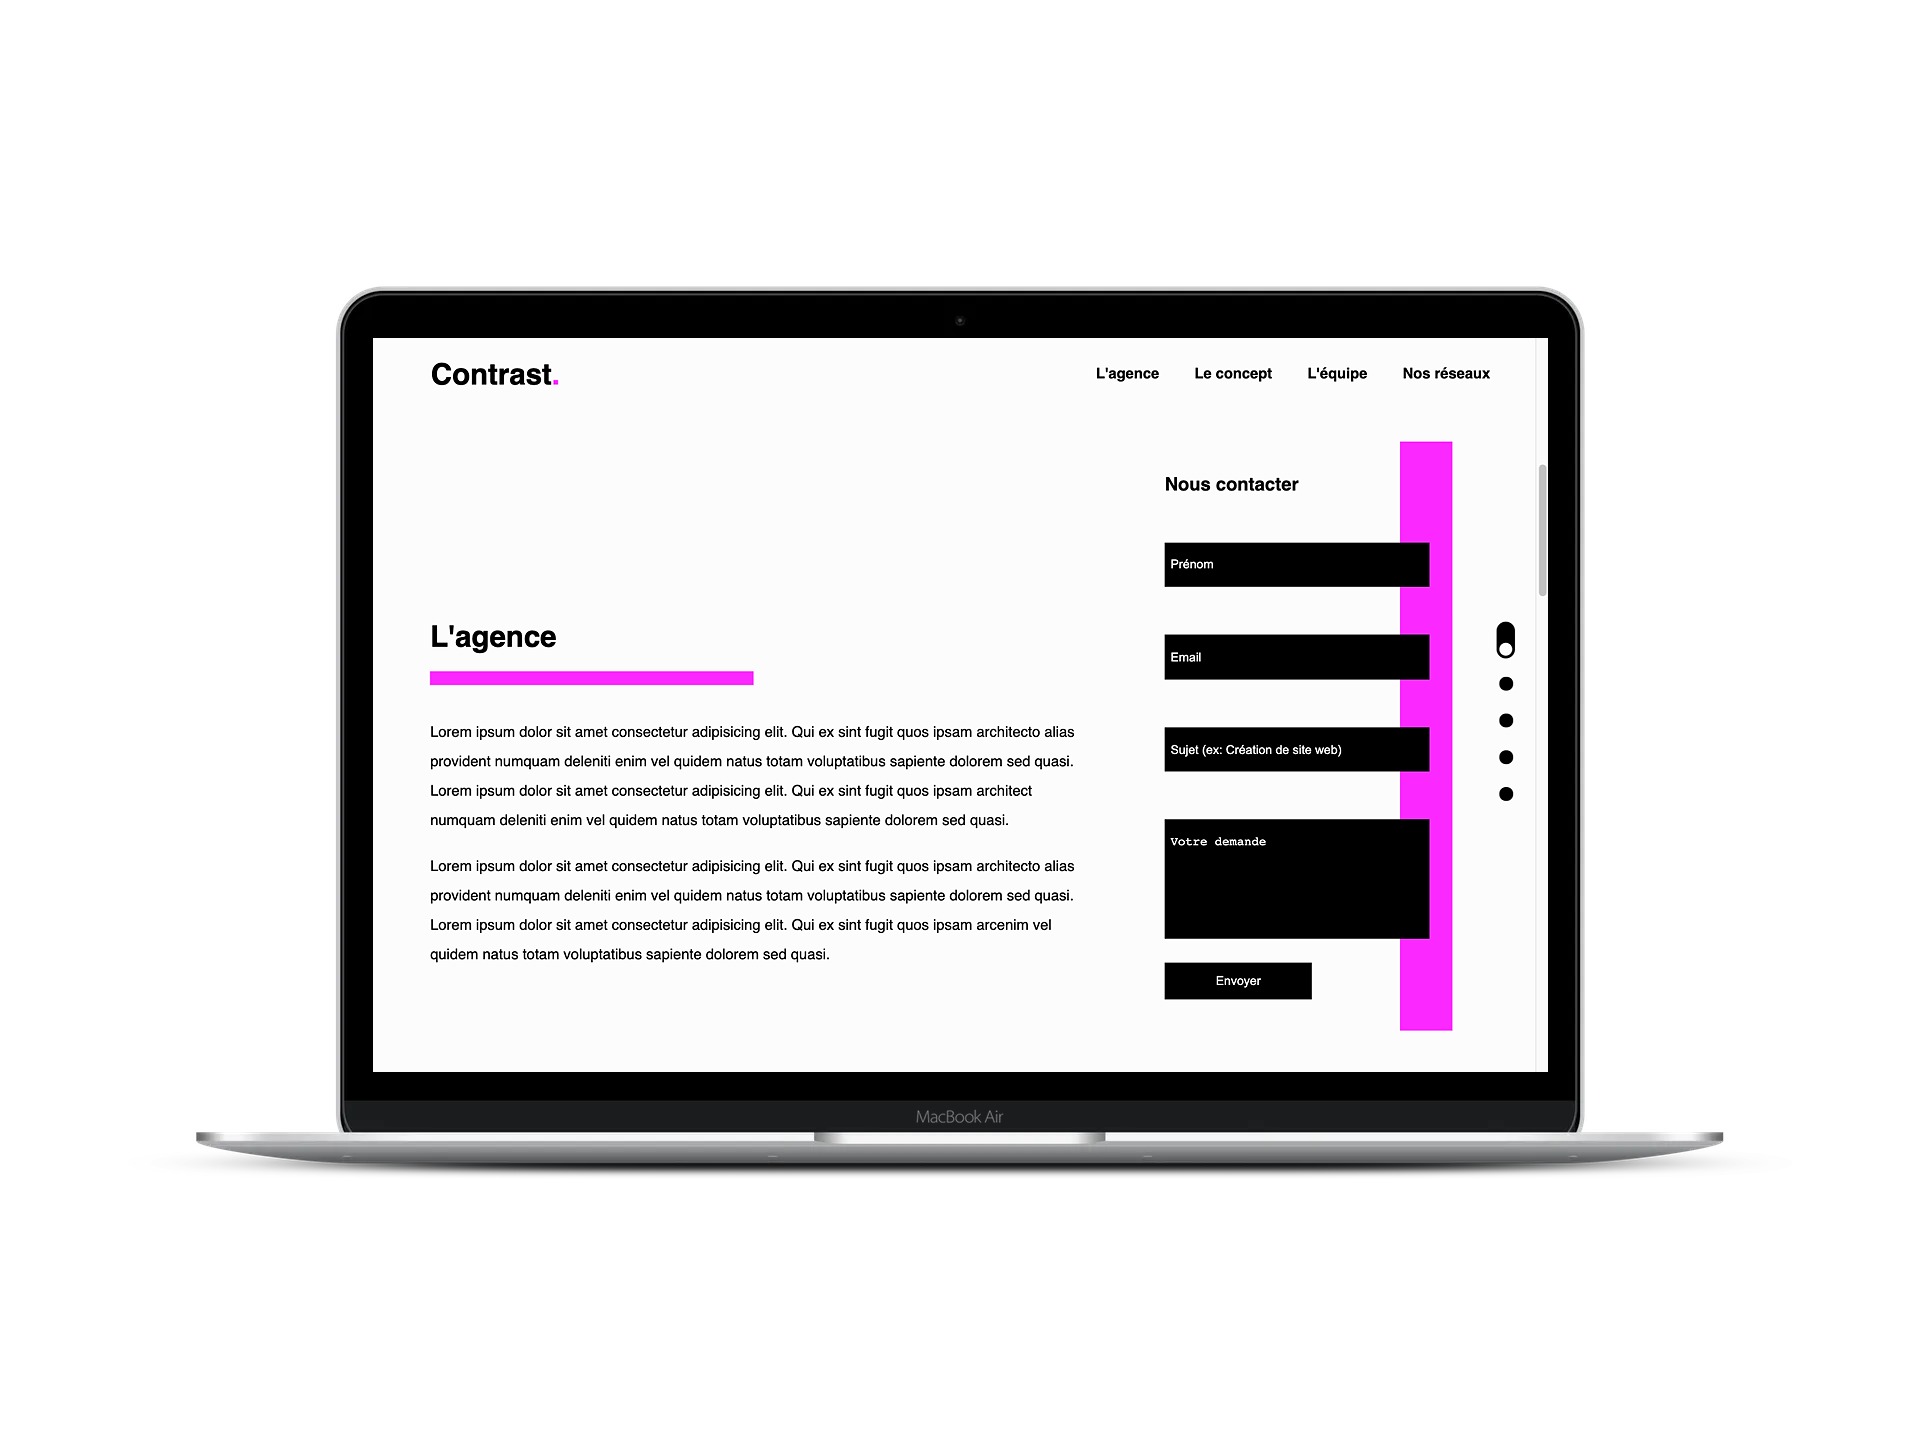 Contrast.
L'agence Le concept L'équipe Nos réseaux
L'agence
Lorem ipsum dolor sit amet consectetur adipisicing elit. Qui ex sint fugit quos ipsam architecto alias
provident numquam deleniti enim vel quidem natus totam voluptatibus sapiente dolorem sed quasi.
Lorem ipsum dolor sit amet consectetur adipisicing elit. Qui ex sint fugit quos ipsam architect
numquam deleniti enim vel quidem natus totam voluptatibus sapiente dolorem sed quasi.
Lorem ipsum dolor sit amet consectetur adipisicing elit. Qui ex sint fugit quos ipsam architecto alias
provident numquam deleniti enim vel quidem natus totam voluptatibus sapiente dolorem sed quasi.
Lorem ipsum dolor sit amet consectetur adipisicing elit. Qui ex sint fugit quos ipsam arcenim vel
quidem natus totam voluptatibus sapiente dolorem sed quasi.
Nous contacter
Prénom
Email
Sujet (ex: Création de site web)
Votre demande
Envoyer
MacBook Air